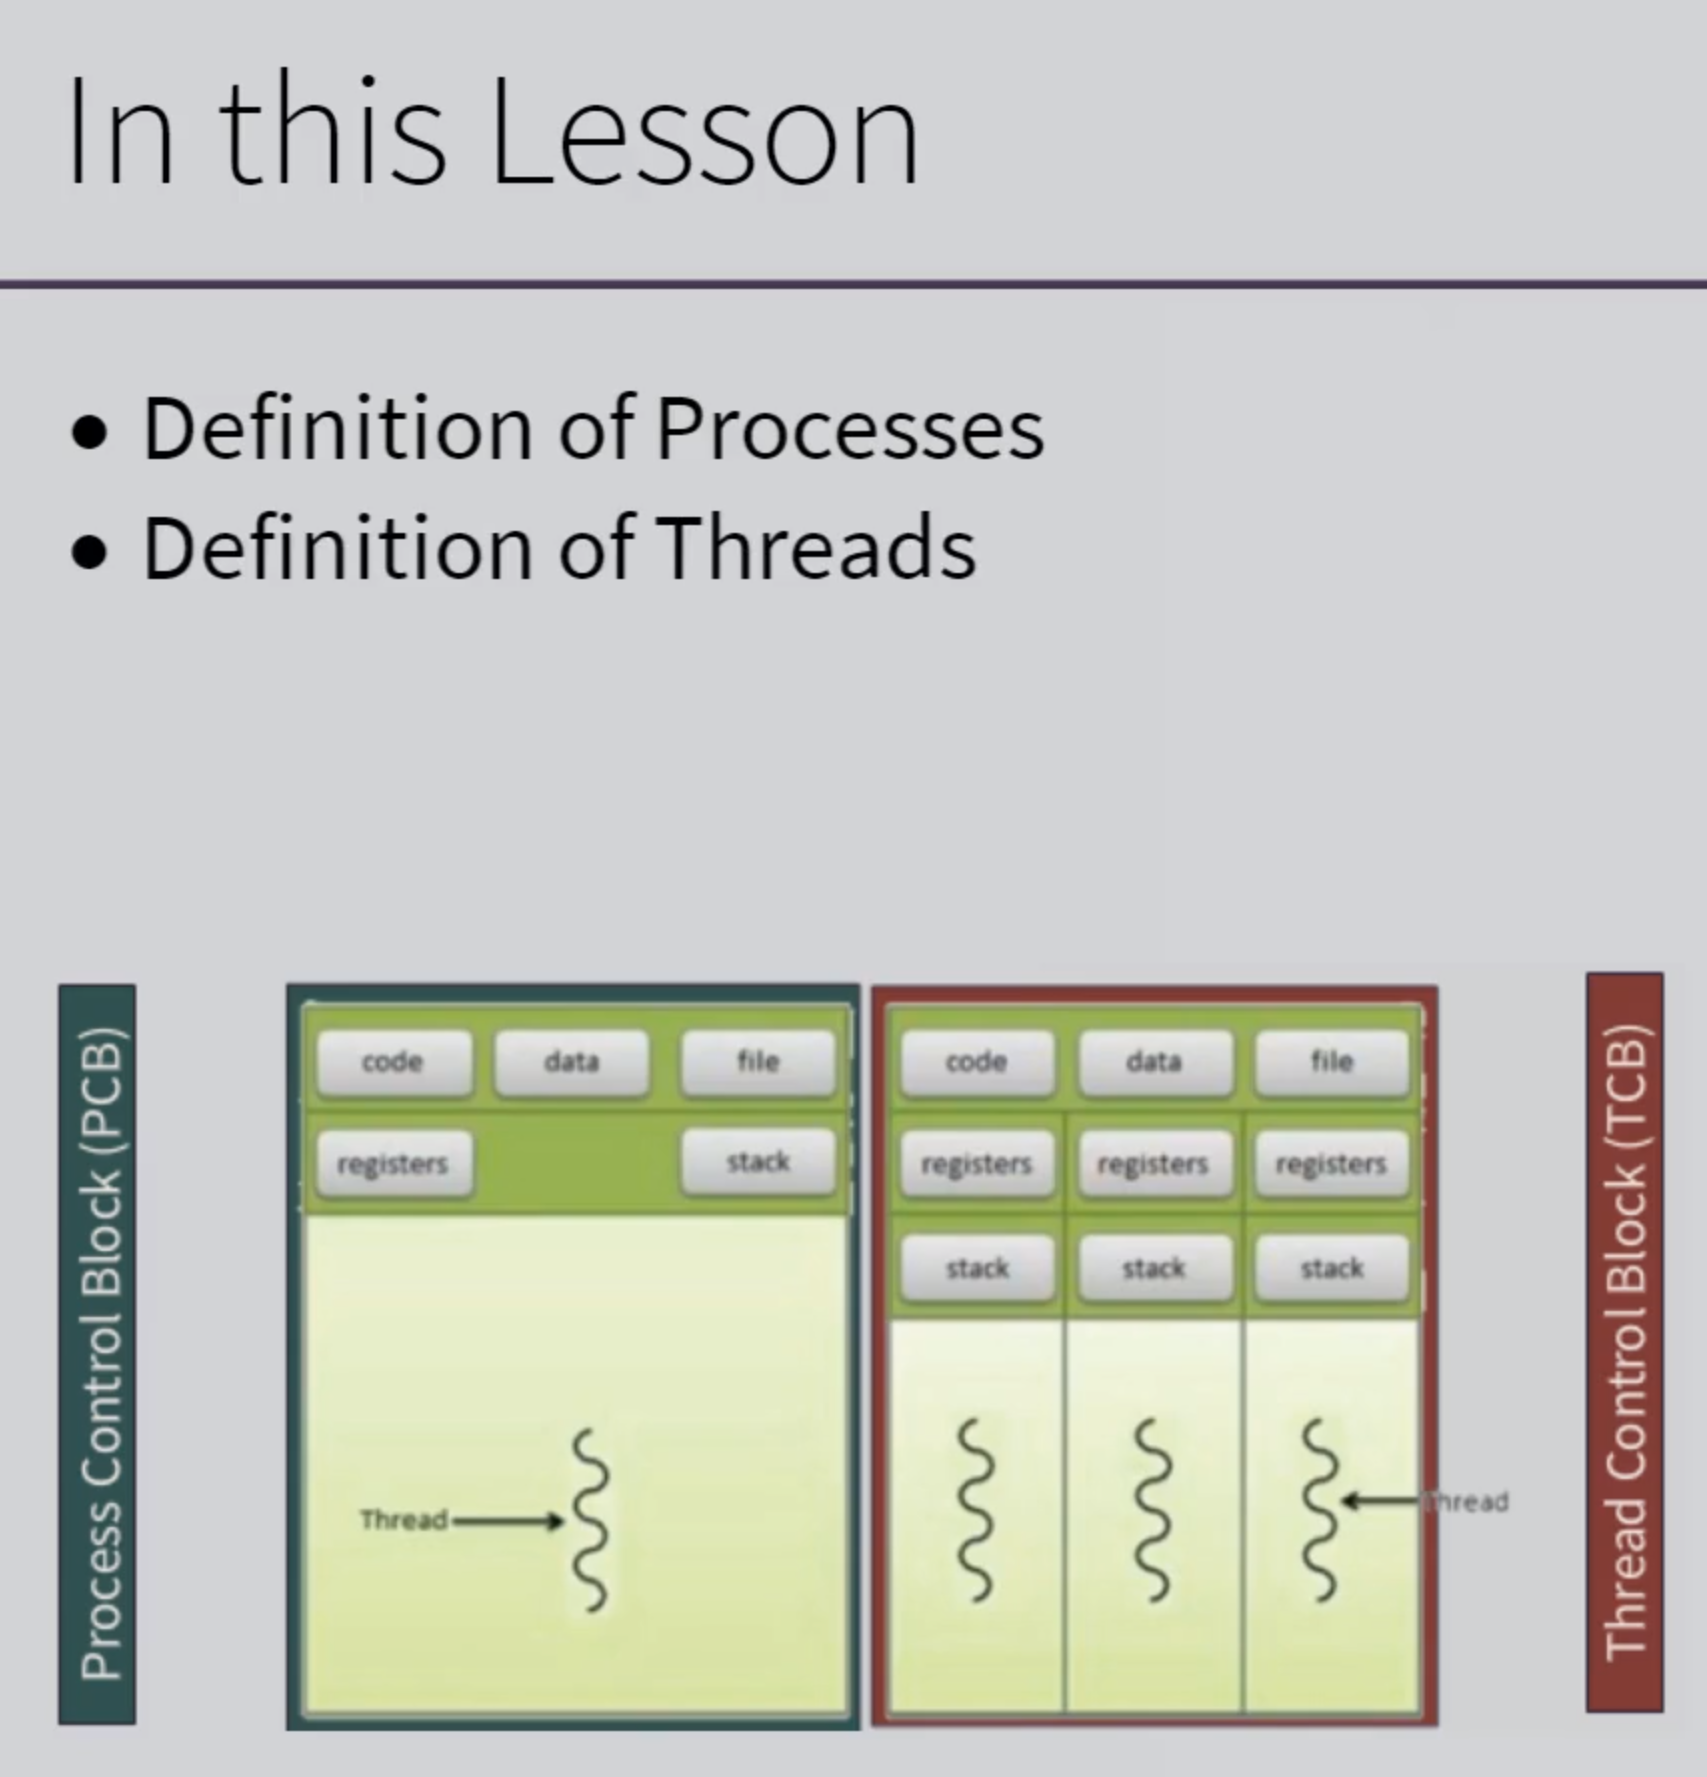 In this Lesson
• Definition of Processes
• Definition of Threads
Process Control Block (PCB)
code data file
registers stack
Thread
code data file
registers registers registers
stack stack stack
Thread
Thread Control Block (TCB)